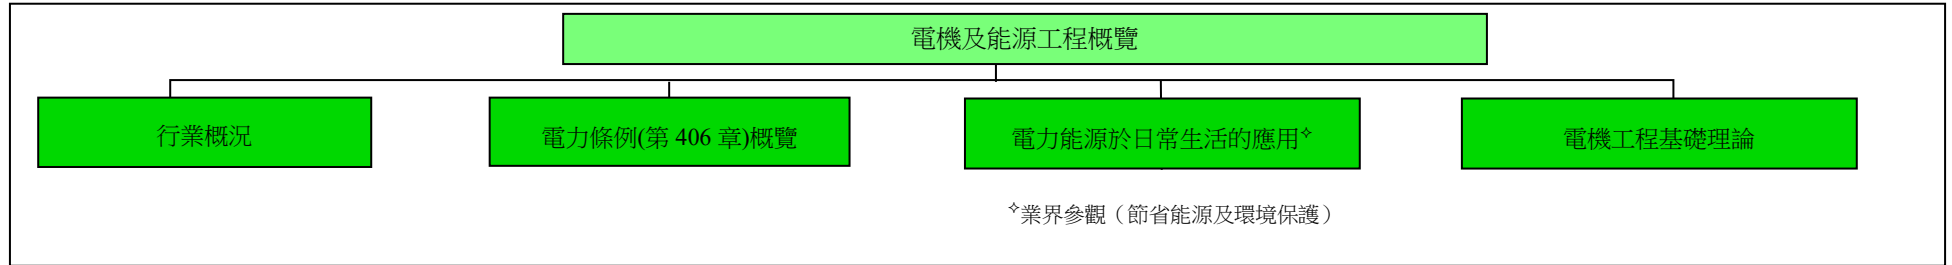 電機及能源工程概覽
行業概況
電力條例(第 406 章)概覽
電力能源於日常生活的應用✧
電機工程基礎理論
✧業界參觀（節省能源及環境保護）